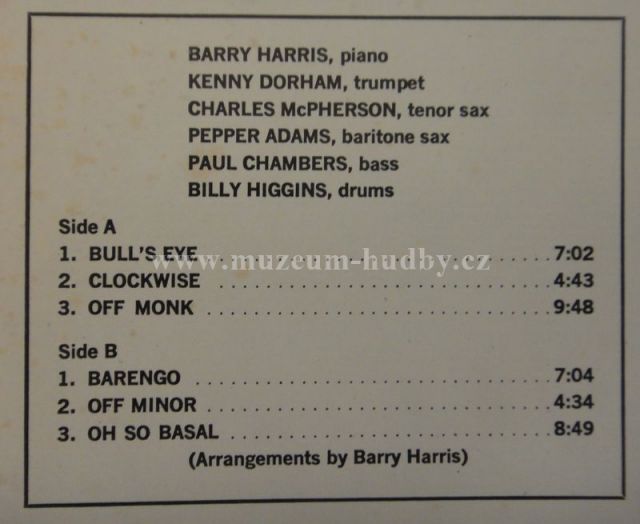 BARRY HARRIS, piano
KENNY DORHAM, trumpet
CHARLES McPHERSON, tenor sax
PEPPER ADAMS, baritone sax
PAUL CHAMBERS, bass
BILLY HIGGINS, drums
Side A
1. BULL'S EYE 7:02
www.muzeum-hudby.cz
2. CLOCKWISE 4:43
3. OFF MONK 9:48
Side B
1. BARENGO 7:04
2. OFF MINOR 4:34
3. OH SO BASAL 8:49
(Arrangements by Barry Harris)